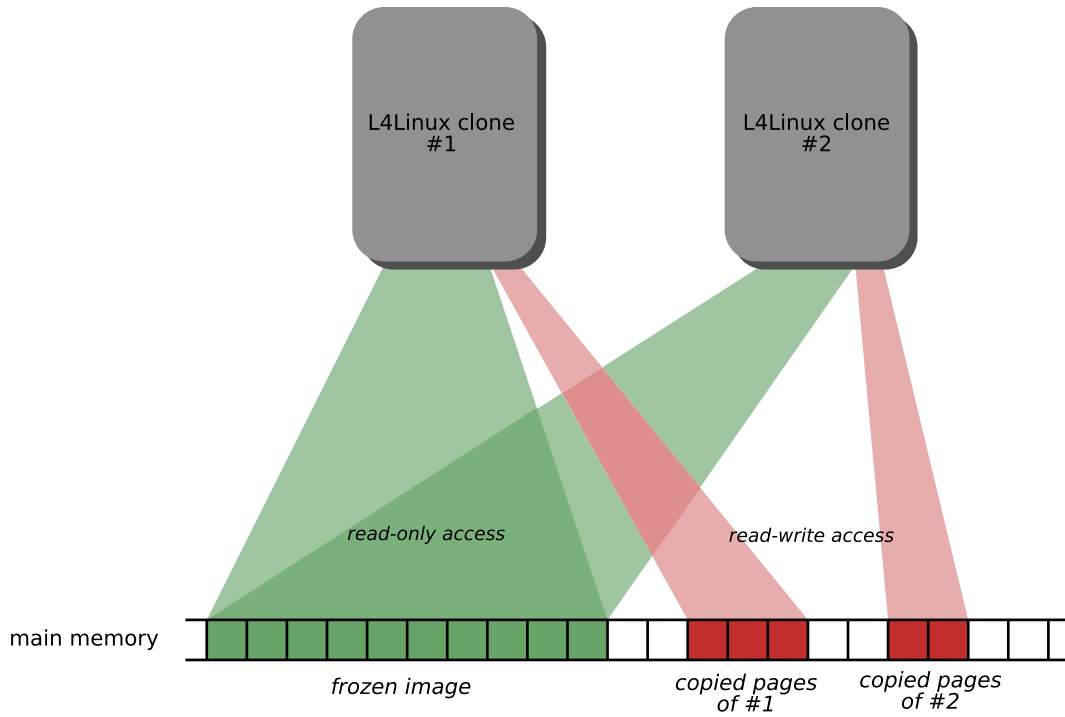 L4Linux clone
#1
L4Linux clone
#2
read-only access
read-write access
main memory
frozen image
copied pages
of #1
copied pages
of #2